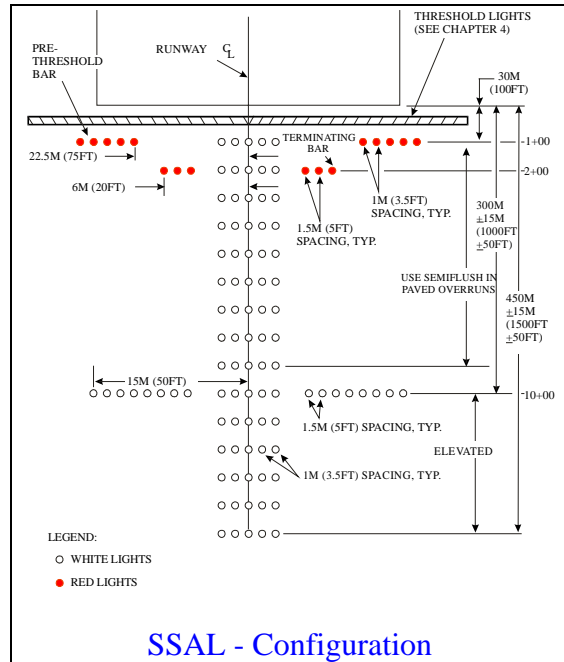 THRESHOLD LIGHTS
(SEE CHAPTER 4)
PRE-
THRESHOLD
BAR
RUNWAY
CL
30M
(100FT)
TERMINATING
BAR
-1+00
22.5M (75FT)
-2+00
6M (20FT)
1M (3.5FT)
SPACING, TYP.
1.5M (5FT)
SPACING, TYP.
300M
±15M
(1000FT
±50FT)
USE SEMIFLUSH IN
PAVED OVERRUNS
450M
±15M
(1500FT
±50FT)
15M (50FT)
-10+00
1.5M (5FT) SPACING, TYP.
ELEVATED
1M (3.5FT) SPACING, TYP.
LEGEND:
WHITE LIGHTS
RED LIGHTS
SSAL - Configuration